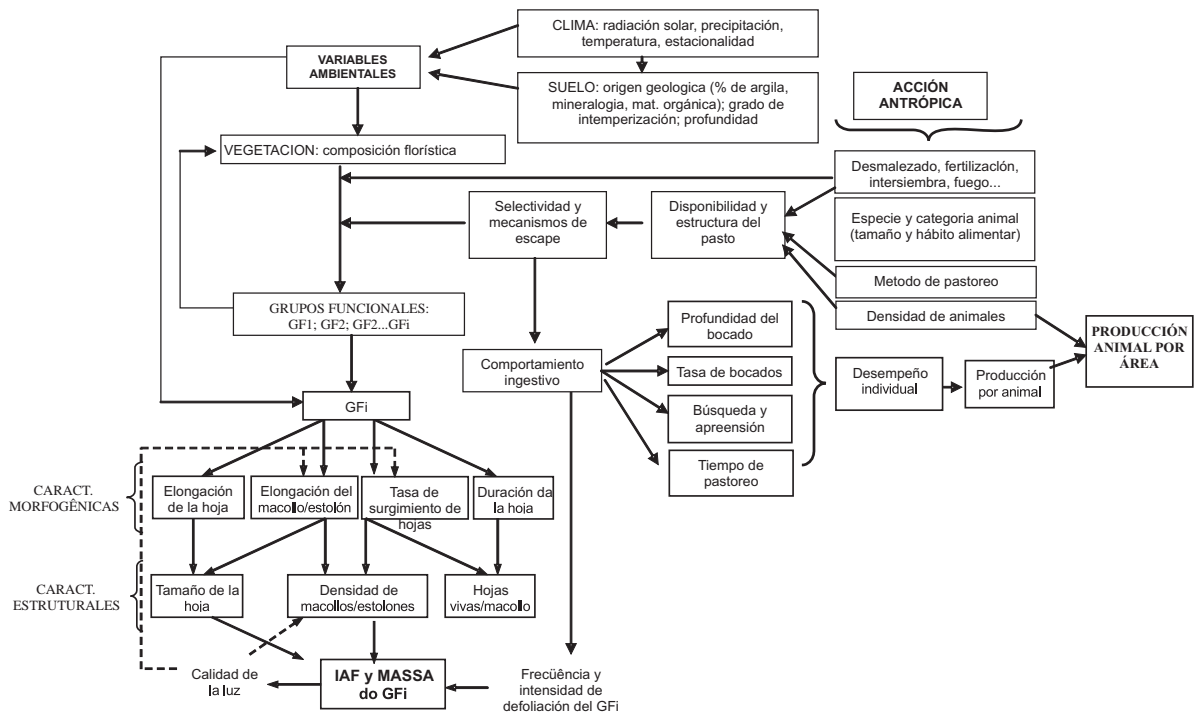 CLIMA: radiación solar, precipitación,
temperatura, estacionalidad
VARIABLES
AMBIENTALES
SUELO: origen geologico (% de argila,
mineralogia, mat. orgánica); grado de
intemperización; profundidad
ACCIÓN
ANTRÓPICA
VEGETACION: composición florística
Desmalezado, fertilización,
intersiembra, fuego...
Selectividad y
mecanismos de
escape
Disponibilidad y
estructura del
pasto
Especie y categoria animal
(tamaño y hábito alimentar)
Metodo de pastoreo
Densidad de animales
GRUPOS FUNCIONALES:
GF1; GF2; GF2...GFi
Profundidad del
bocado
PRODUCCIÓN
ANIMAL POR
ÁREA
Comportamiento
ingestivo
Tasa de bocados
Desempeño
individual
Producción
por animal
GFi
Búsqueda y
apreensión
Tiempo de
pastoreo
CARACT.
MORFOGÊNICAS
Elongación
de la hoja
Elongación del
macollo/estolón
Tasa de
surgimiento de
hojas
Duración da
la hoia
CARACT.
ESTRUTURALES
Tamaño de la
hoja
Densidad de
macollos/estolones
Hojas
vivas/macollo
Calidad de
la luz
IAF y MASSA
do GFi
Frecüência y
intensidad de
defoliación del GFi